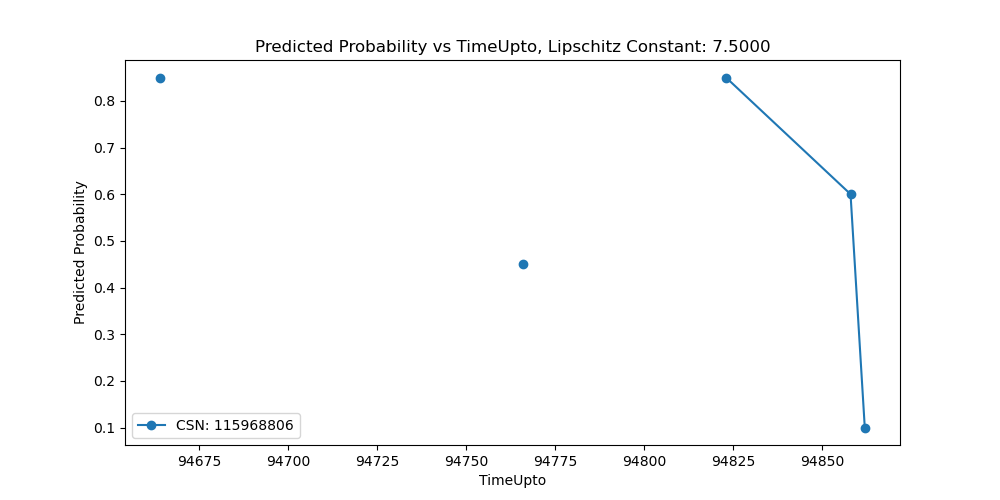 Predicted Probability vs TimeUpto, Lipschitz Constant: 7.5000
Predicted Probability
0.8
0.7
0.6
0.5
0.4
0.3
0.2
0.1
CSN: 115968806
94675 94700 94725 94750 94775 94800 94825 94850
TimeUpto